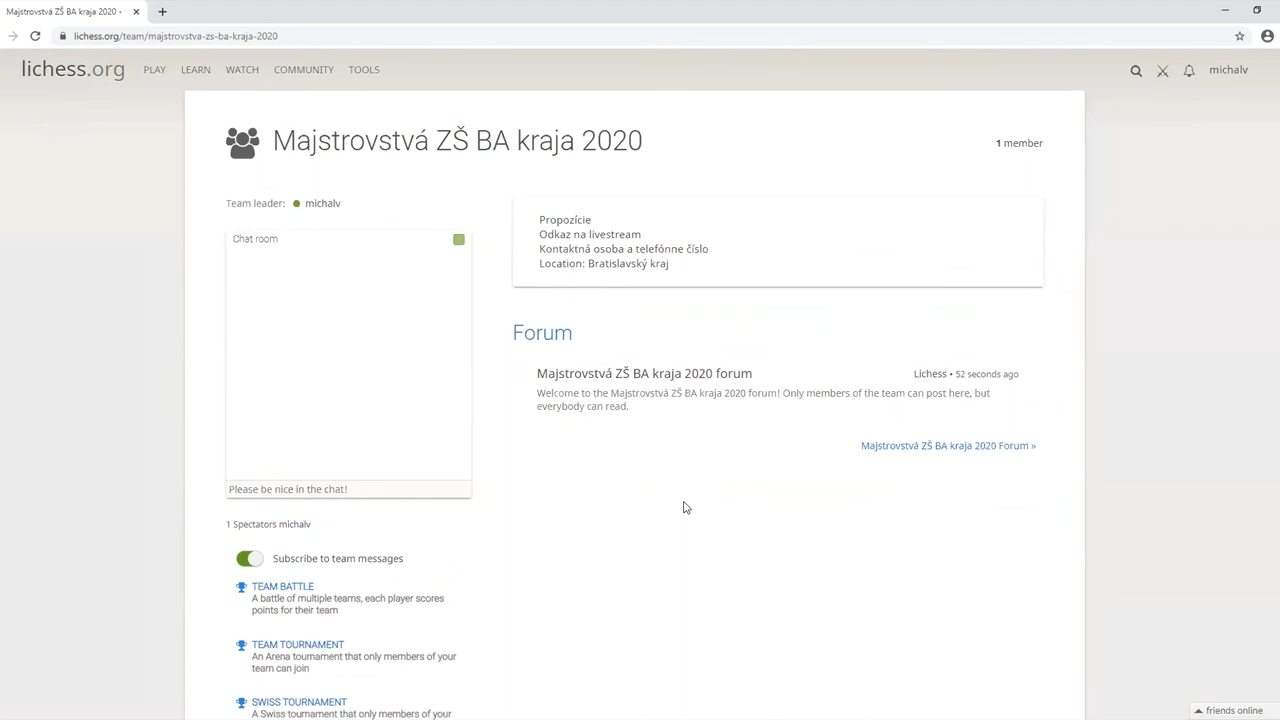 Majstrovstvá ZŠ BA kraja 2020 •
lichess.org/team/majstrovstva-zs-ba-kraja-2020
lichess.org PLAY LEARN WATCH COMMUNITY TOOLS michalv
Majstrovstvá ZŠ BA kraja 2020
1 member
Team leader: michalv
Chat room
Please be nice in the chat!
1 Spectators michalv
Subscribe to team messages
TEAM BATTLE
A battle of multiple teams, each player scores
points for their team
TEAM TOURNAMENT
An Arena tournament that only members of your
team can join
SWISS TOURNAMENT
A Swiss tournament that only members of your
Propozície
Odkaz na livestream
Kontaktná osoba a telefónne číslo
Location: Bratislavský kraj
Forum
Majstrovstvá ZŠ BA kraja 2020 forum
Lichess • 52 seconds ago
Welcome to the Majstrovstvá ZŠ BA kraja 2020 forum! Only members of the team can post here, but
everybody can read.
Majstrovstvá ZŠ BA kraja 2020 Forum »
friends online